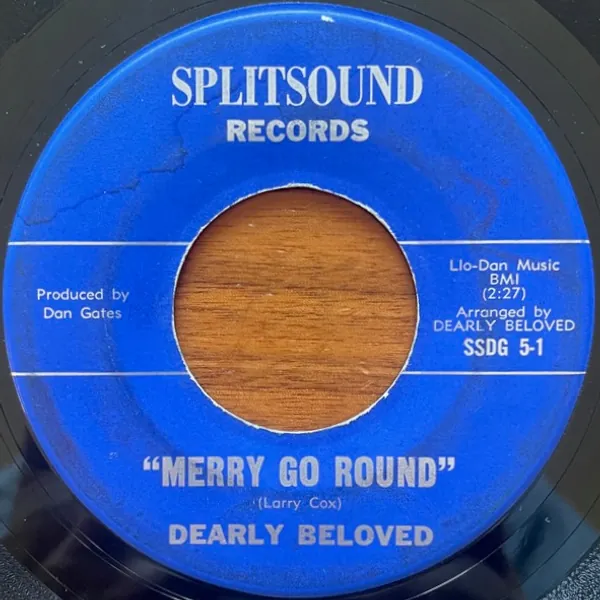 SPLITSOUND
RECORDS
Produced by
Dan Gates
Llo-Dan Music
BMI
(2:27)
Arranged by
DEARLY BELOVED
SSDG 5-1
"MERRY GO ROUND"
(Larry Cox)
DEARLY BELOVED